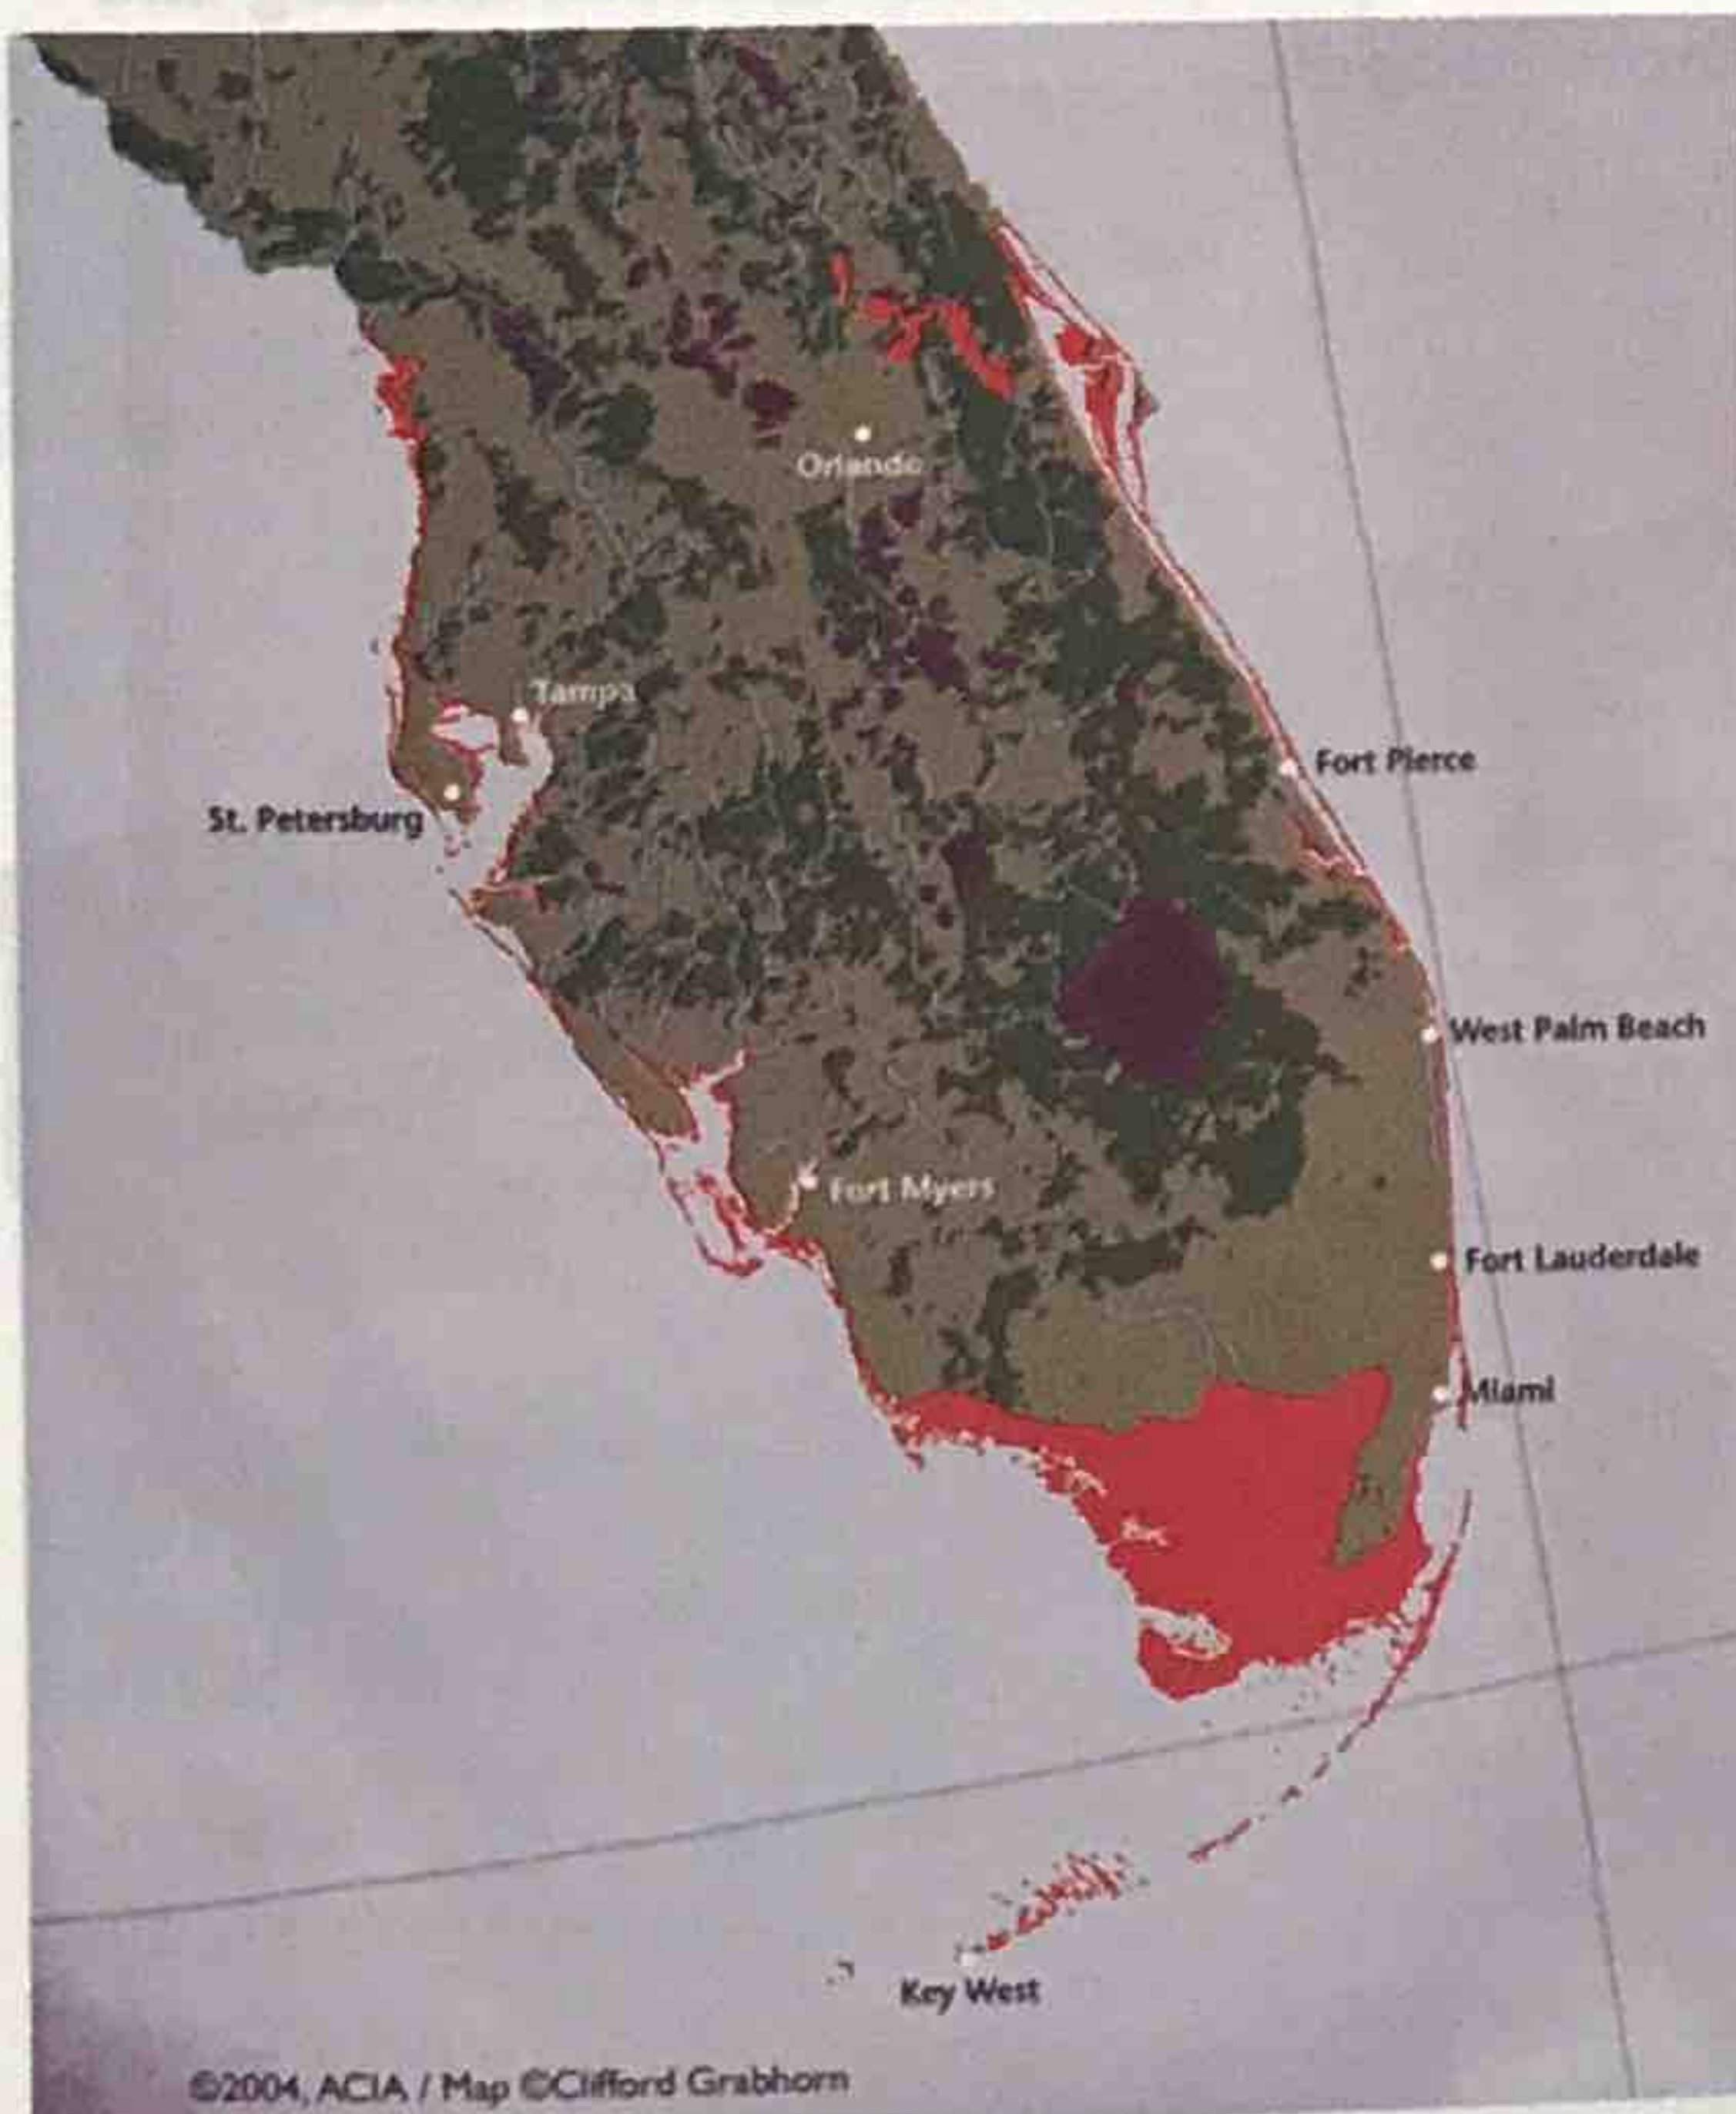 Orlando
Tampa
Fort Pierce
St. Petersburg
West Palm Beach
Fort Myers
Fort Lauderdale
Miami
Key West
©2004, ACIA / Map ©Clifford Grabhorn